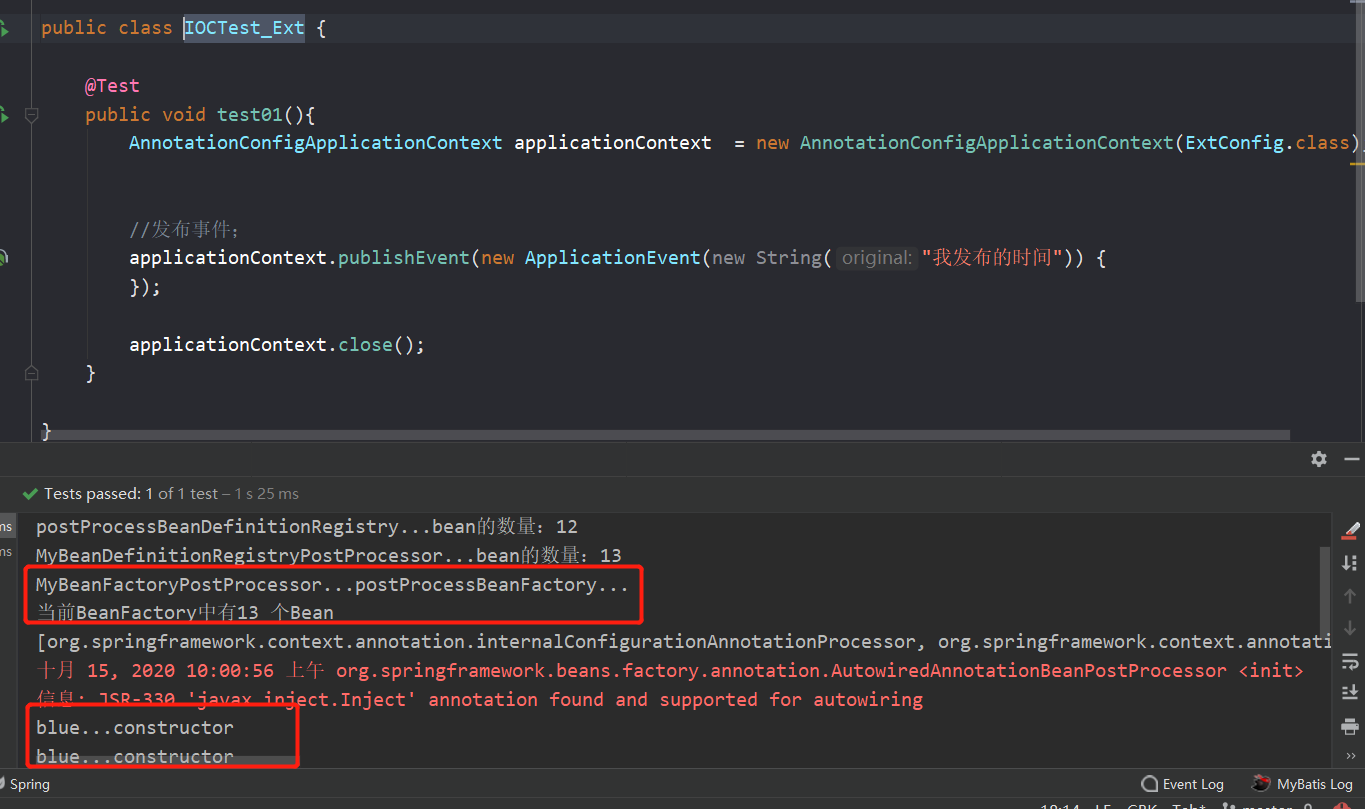 public class IOCTest_Ext {
@Test
public void test01(){
AnnotationConfigApplicationContext applicationContext = new AnnotationConfigApplicationContext(ExtConfig.class)
//发布事件;
applicationContext.publishEvent(new ApplicationEvent(new String( original: "我发布的时间")) {
});
applicationContext.close();
}
}
Tests passed: 1 of 1 test – 1 s 25 ms
ms
ms
postProcessBeanDefinitionRegistry...bean的数量: 12
MyBeanDefinitionRegistryPostProcessor...bean的数量: 13
MyBeanFactoryPostProcessor...postProcessBeanFactory...
当前BeanFactory中有13 个Bean
[org.springframework.context.annotation.internalConfigurationAnnotationProcessor, org.springframework.context.annotati
十月 15, 2020 10:00:56 上午 org.springframework.beans.factory.annotation.AutowiredAnnotationBeanPostProcessor <init>
信息: JSR-330 'javax.inject.Inject' annotation found and supported for autowiring
blue...constructor
blue...constructor
Spring
Event Log
MyBatis Log